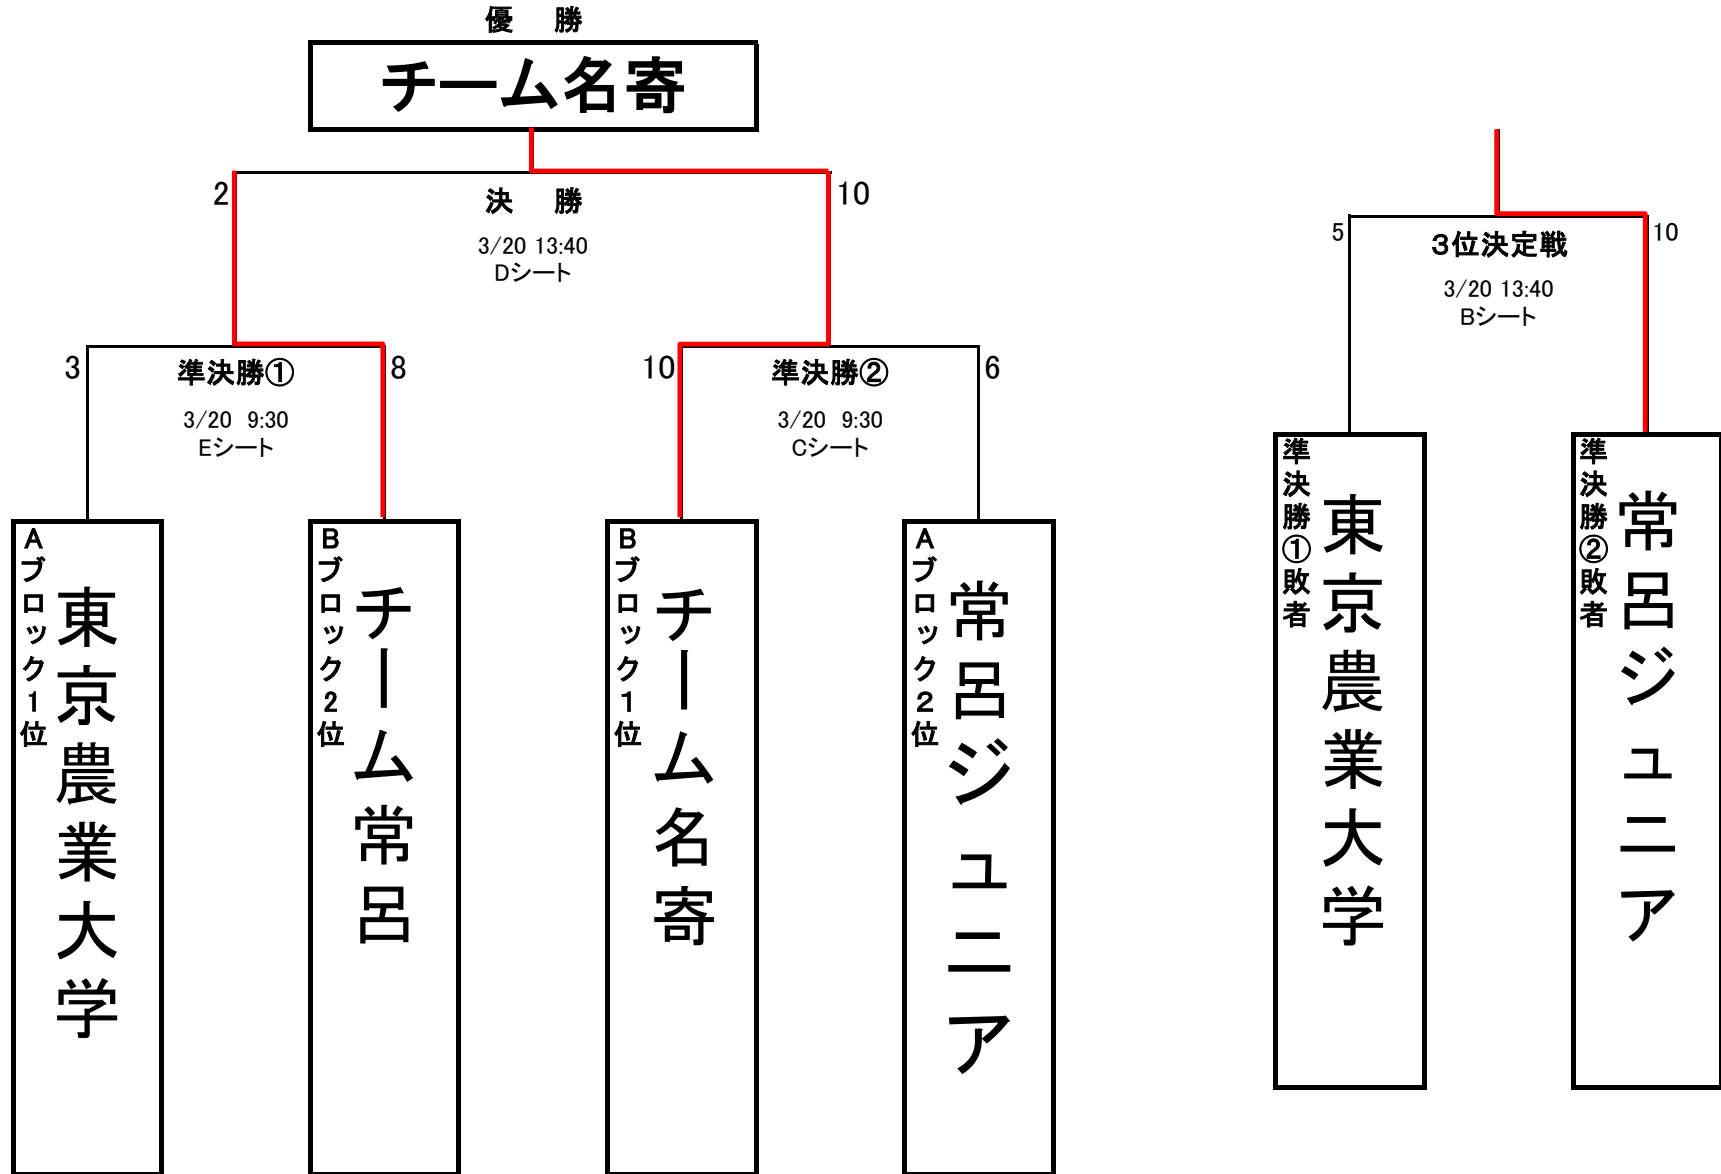 優　勝
チーム名寄
2
10
決　勝
3/20 13:40
Dシート
5
10
3位決定戦
3/20 13:40
Bシート
3
8
準決勝①
3/20 9:30
Eシート
10
6
準決勝②
3/20 9:30
Cシート
Aブロック1位
東京農業大学
Bブロック2位
チーム常呂
Bブロック1位
チーム名寄
Aブロック2位
常呂ジュニア
準決勝①敗者
東京農業大学
準決勝②敗者
常呂ジュニア